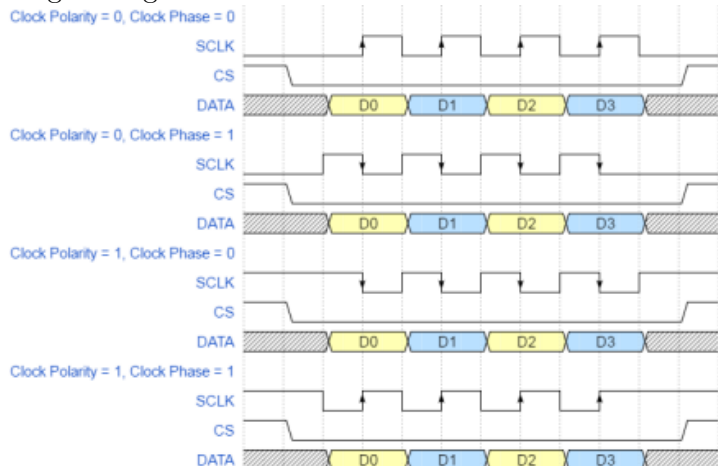 Clock Polarity = 0, Clock Phase = 0
SCLK
CS
DATA D0 D1 D2 D3
Clock Polarity = 0, Clock Phase = 1
SCLK
CS
DATA D0 D1 D2 D3
Clock Polarity = 1, Clock Phase = 0
SCLK
CS
DATA D0 D1 D2 D3
Clock Polarity = 1, Clock Phase = 1
SCLK
CS
DATA D0 D1 D2 D3